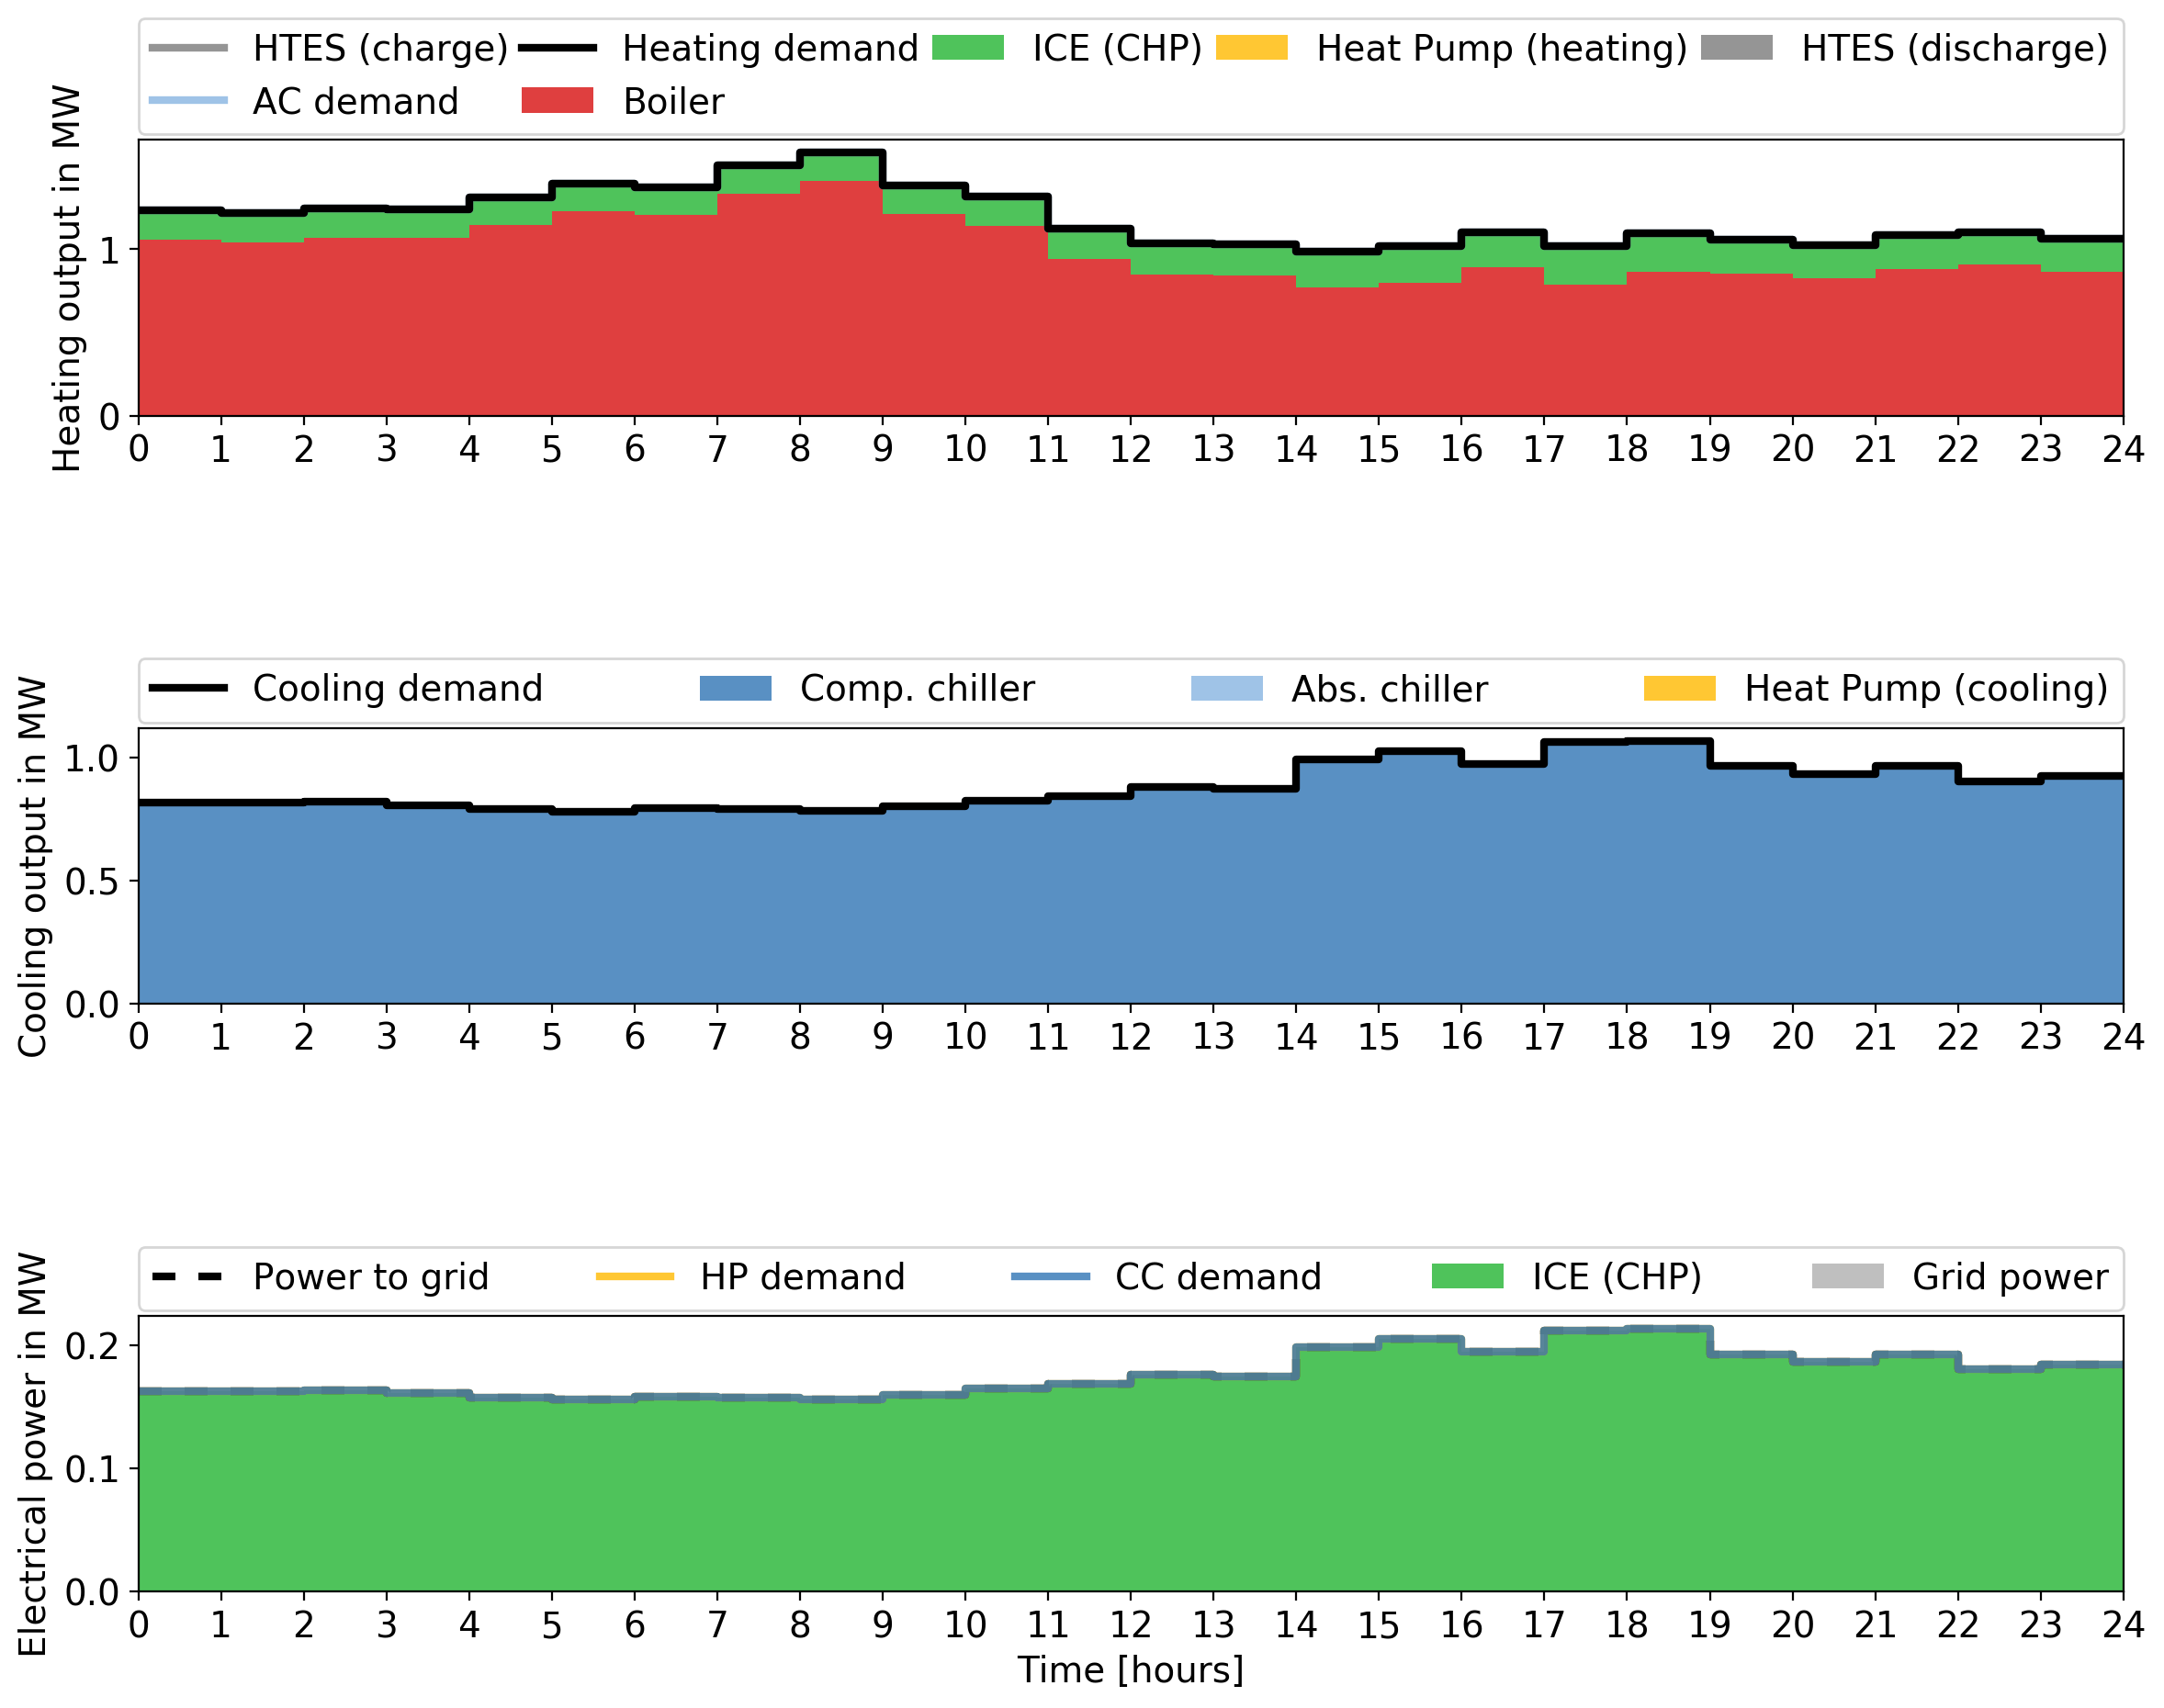 HTES (charge) Heating demand ICE (CHP) Heat Pump (heating) HTES (discharge)
AC demand Boiler
Heating output in MW
1
0
0 1 2 3 4 5 6 7 8 9 10 11 12 13 14 15 16 17 18 19 20 21 22 23 24
Cooling demand Comp. chiller Abs. chiller Heat Pump (cooling)
Cooling output in MW
1.0
0.5
0.0
0 1 2 3 4 5 6 7 8 9 10 11 12 13 14 15 16 17 18 19 20 21 22 23 24
Power to grid HP demand CC demand ICE (CHP) Grid power
Electrical power in MW
0.2
0.1
0.0
0 1 2 3 4 5 6 7 8 9 10 11 12 13 14 15 16 17 18 19 20 21 22 23 24
Time [hours]